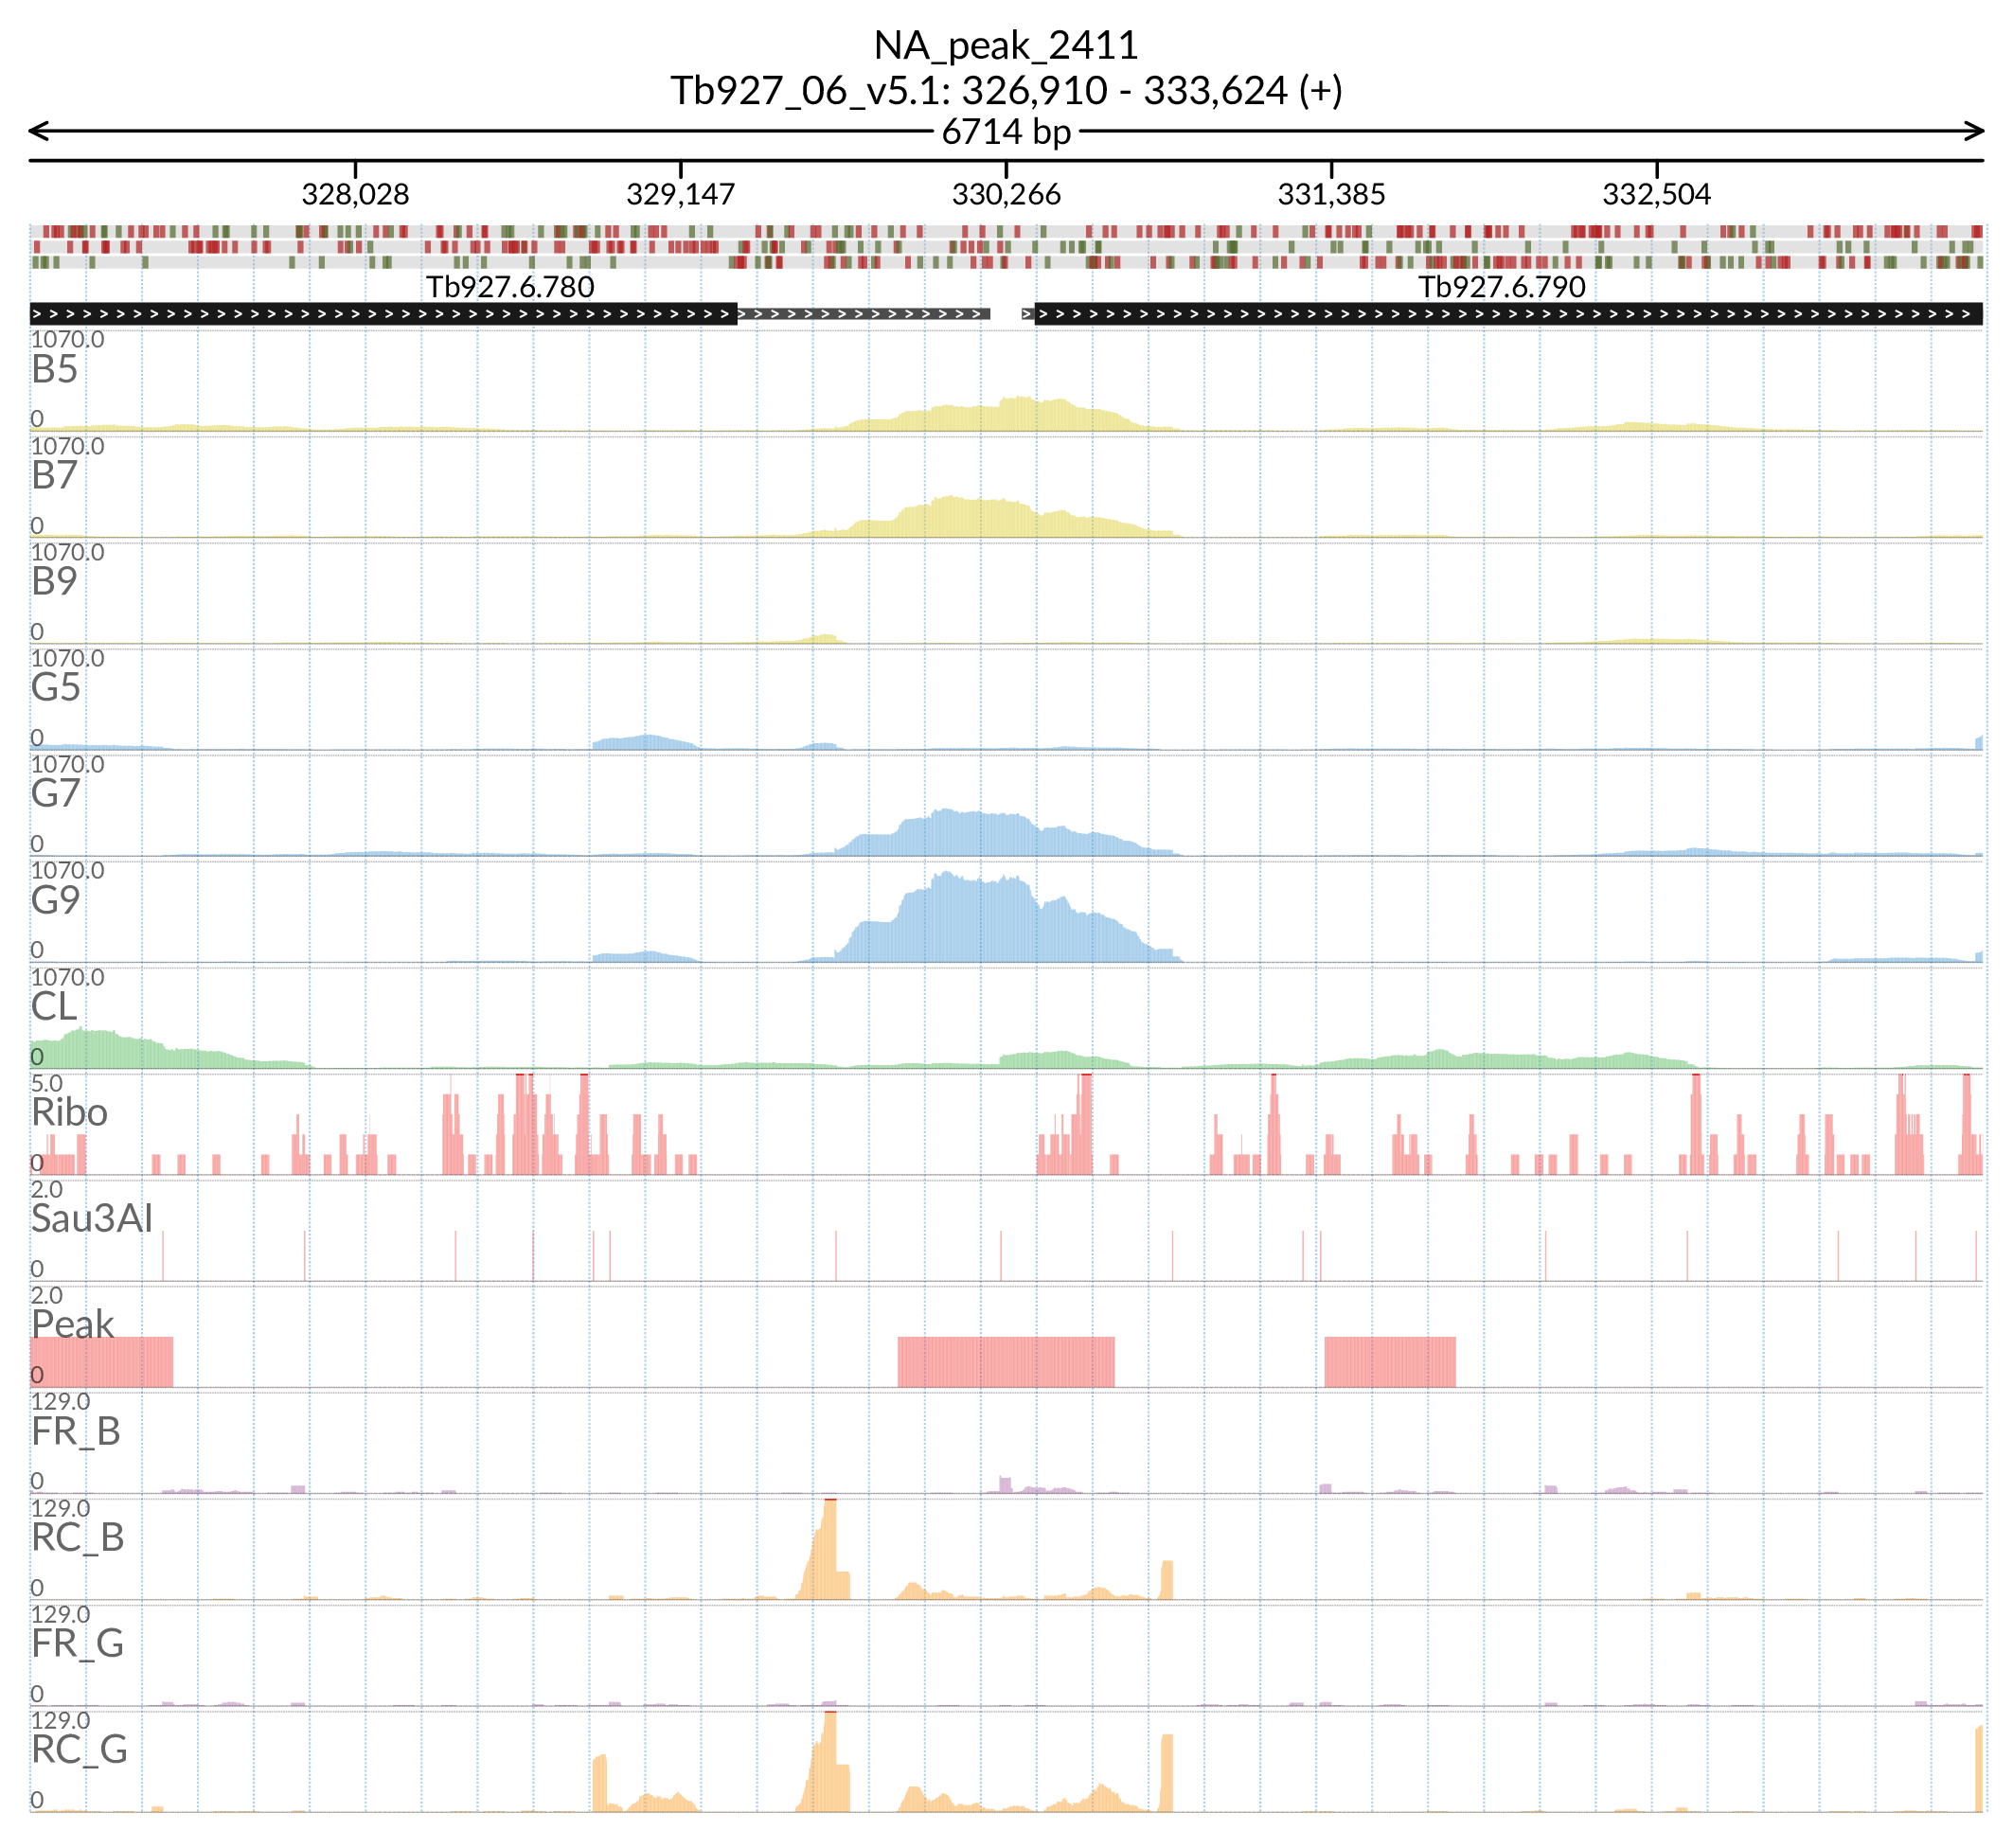 NA_peak_2411
Tb927_06_v5.1: 326,910 - 333,624 (+)
6714 bp
328,028 329,147 330,266 331,385 332,504
Tb927.6.780 Tb927.6.790
1070.0
B5
0
1070.0
B7
0
1070.0
B9
0
1070.0
G5
0
1070.0
G7
0
1070.0
G9
0
1070.0
CL
0
5.0
Ribo
0
2.0
Sau3AI
0
2.0
Peak
0
129.0
FR_B
0
129.0
RC_B
0
129.0
FR_G
0
129.0
RC_G
0